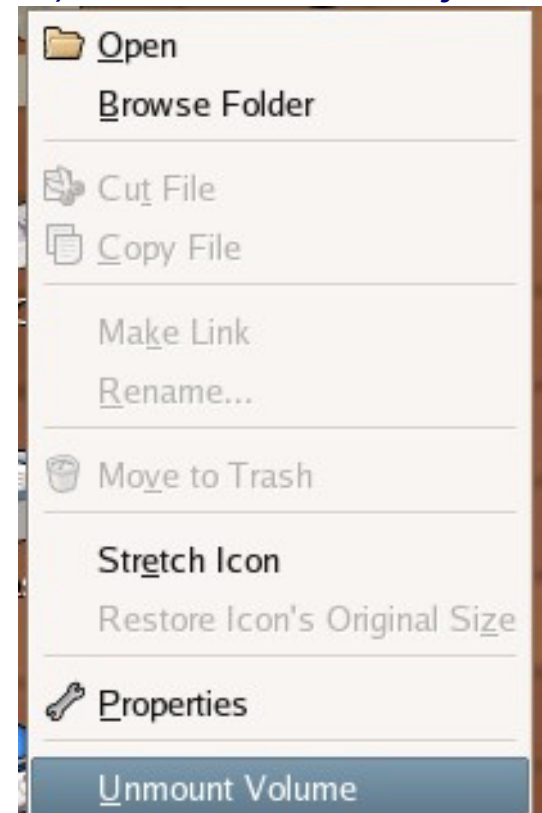 Open
Browse Folder
Cut File
Copy File
Make Link
Rename...
Move to Trash
Stretch Icon
Restore Icon's Original Size
Properties
Unmount Volume